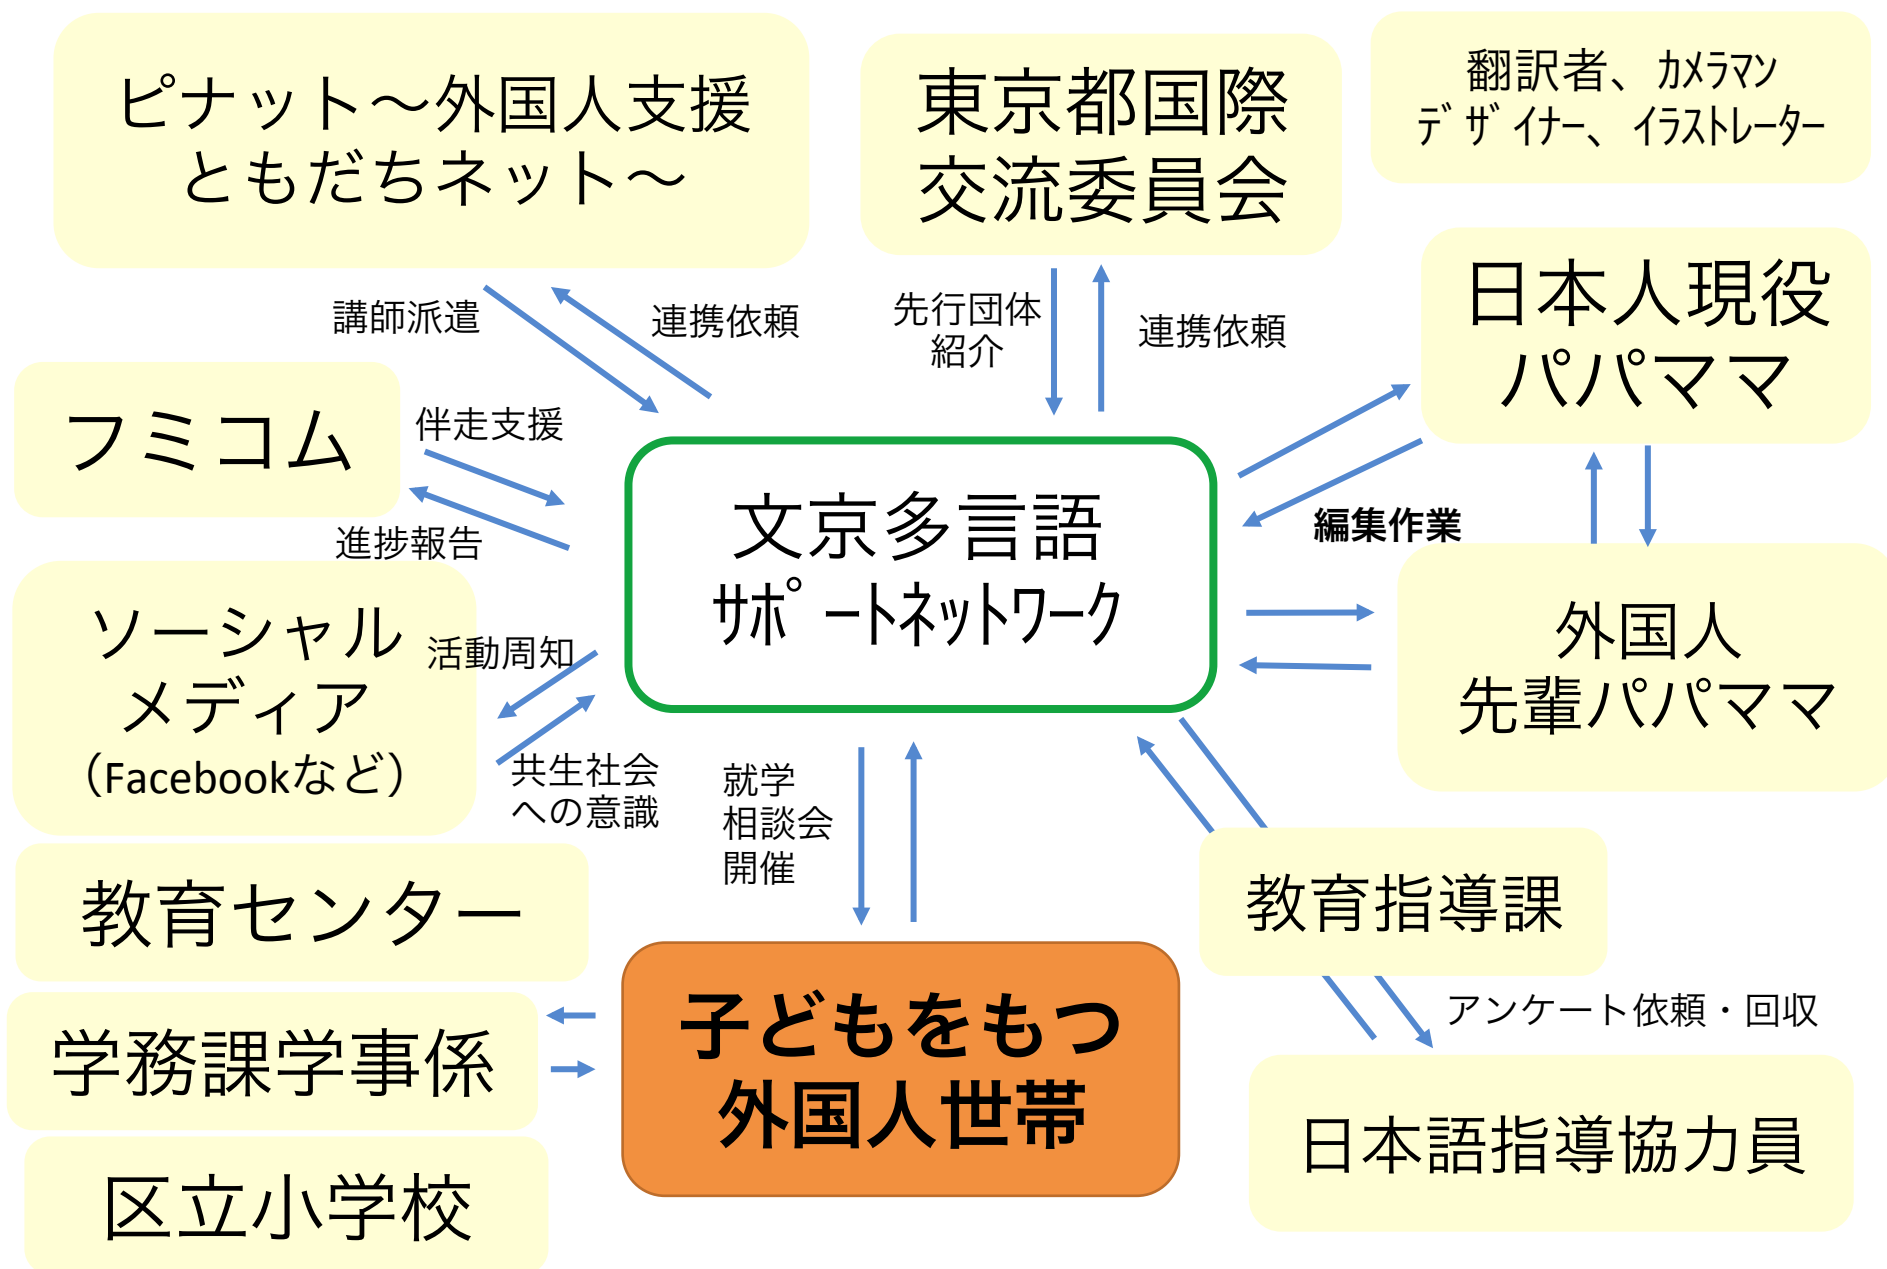 ピナット～外国人支援
ともだちネット～
東京都国際
交流委員会
翻訳者、ｶﾒﾗﾏﾝ
ﾃﾞｻﾞｲﾅｰ、ｲﾗｽﾄﾚｰﾀｰ
日本人現役
パパママ
講師派遣
連携依頼
先行団体
紹介
連携依頼
フミコム
伴走支援
進捗報告
文京多言語
ｻﾎﾟｰﾄﾈｯﾄﾜｰｸ
編集作業
ソーシャル
メディア
（Facebookなど）
活動周知
共生社会
への意識
外国人
先輩パパママ
就学
相談会
開催
教育センター
教育指導課
学務課学事係
子どもをもつ
外国人世帯
アンケート依頼・回収
日本語指導協力員
区立小学校